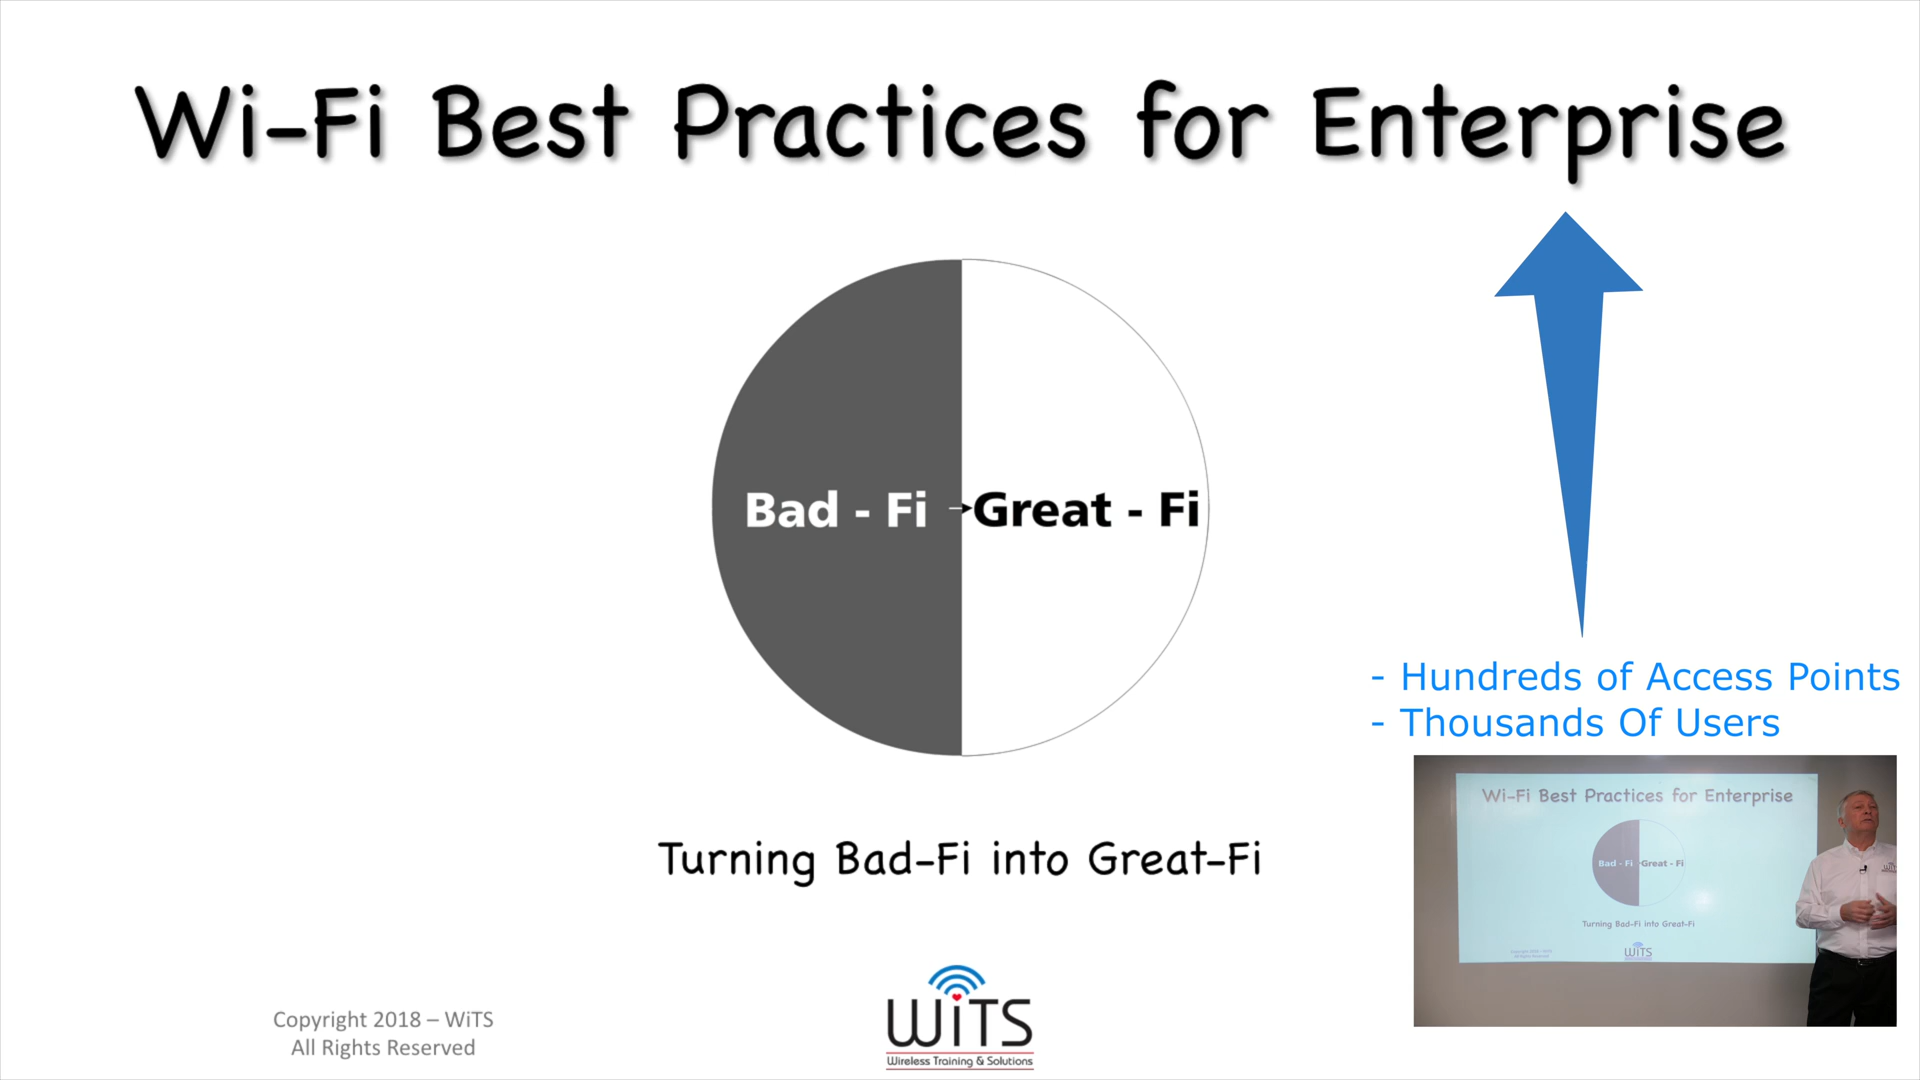 Wi-Fi Best Practices for Enterprise
Bad - Fi →Great - Fi
- Hundreds of Access Points
- Thousands Of Users
Turning Bad-Fi into Great-Fi
Copyright 2018 – WiTS
All Rights Reserved
WiTS
Wireless Training & Solutions
Wi-Fi Best Practices for Enterprise
Bad - Fi Great - Fi
Turning Bad-Fi into Great-Fi
WiTS